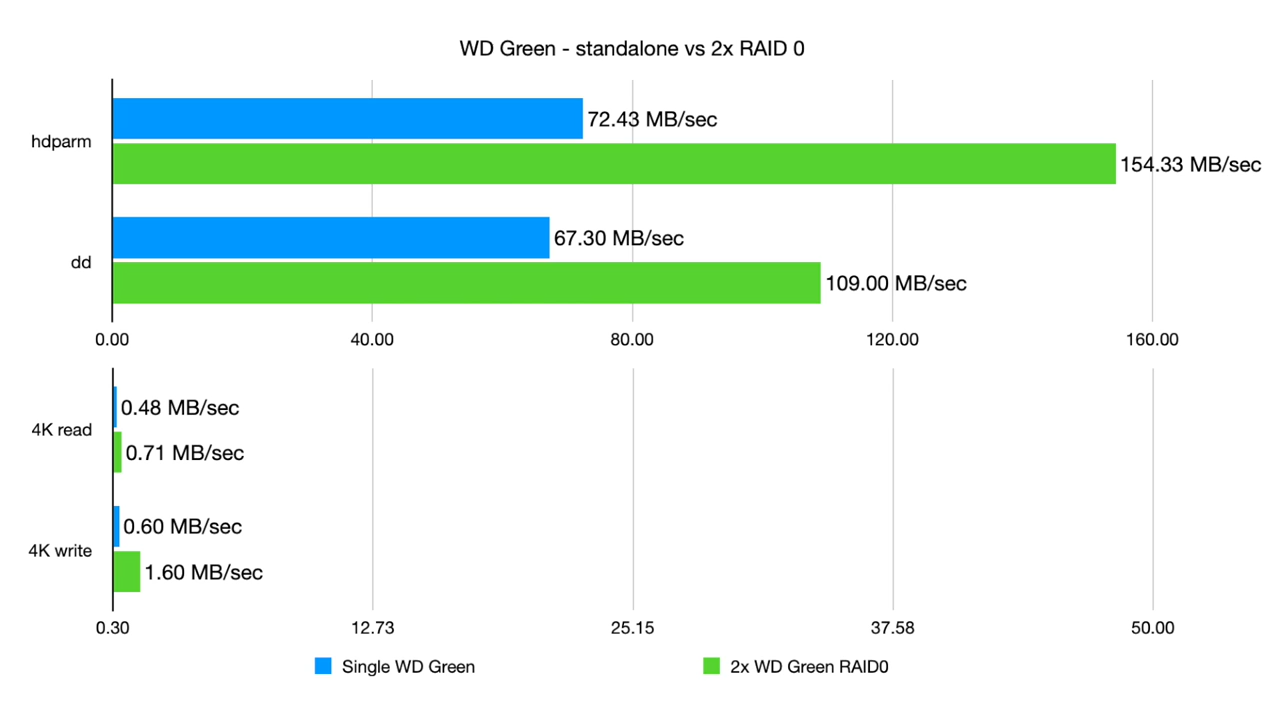 WD Green - standalone vs 2x RAID 0
hdparm
72.43 MB/sec
154.33 MB/sec
dd
67.30 MB/sec
109.00 MB/sec
0.00 40.00 80.00 120.00 160.00
4K read
0.48 MB/sec
0.71 MB/sec
4K write
0.60 MB/sec
1.60 MB/sec
0.30 12.73 25.15 37.58 50.00
Single WD Green 2x WD Green RAID0